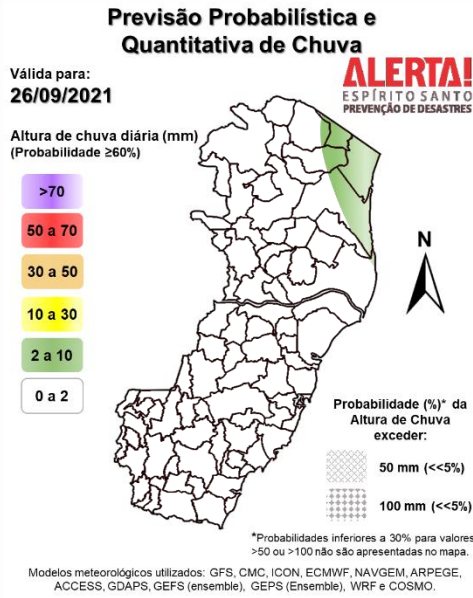 Previsão Probabilística e
Quantitativa de Chuva
Válida para:
26/09/2021
ALERTA!
ESPÍRITO SANTO
PREVENÇÃO DE DESASTRES
Altura de chuva diária (mm)
(Probabilidade ≥60%)
>70
50 a 70
30 a 50
10 a 30
2 a 10
0 a 2
N
Probabilidade (%)* da
Altura de Chuva
exceder:
50 mm (<<5%)
100 mm (<<5%)
*Probabilidades inferiores a 30% para valores
>50 ou >100 não são apresentadas no mapa.
Modelos meteorológicos utilizados: GFS, CMC, ICON, ECMWF, NAVGEM, ARPEGE,
ACCESS, GDAPS, GEFS (ensemble), GEPS (Ensemble), WRF e COSMO.